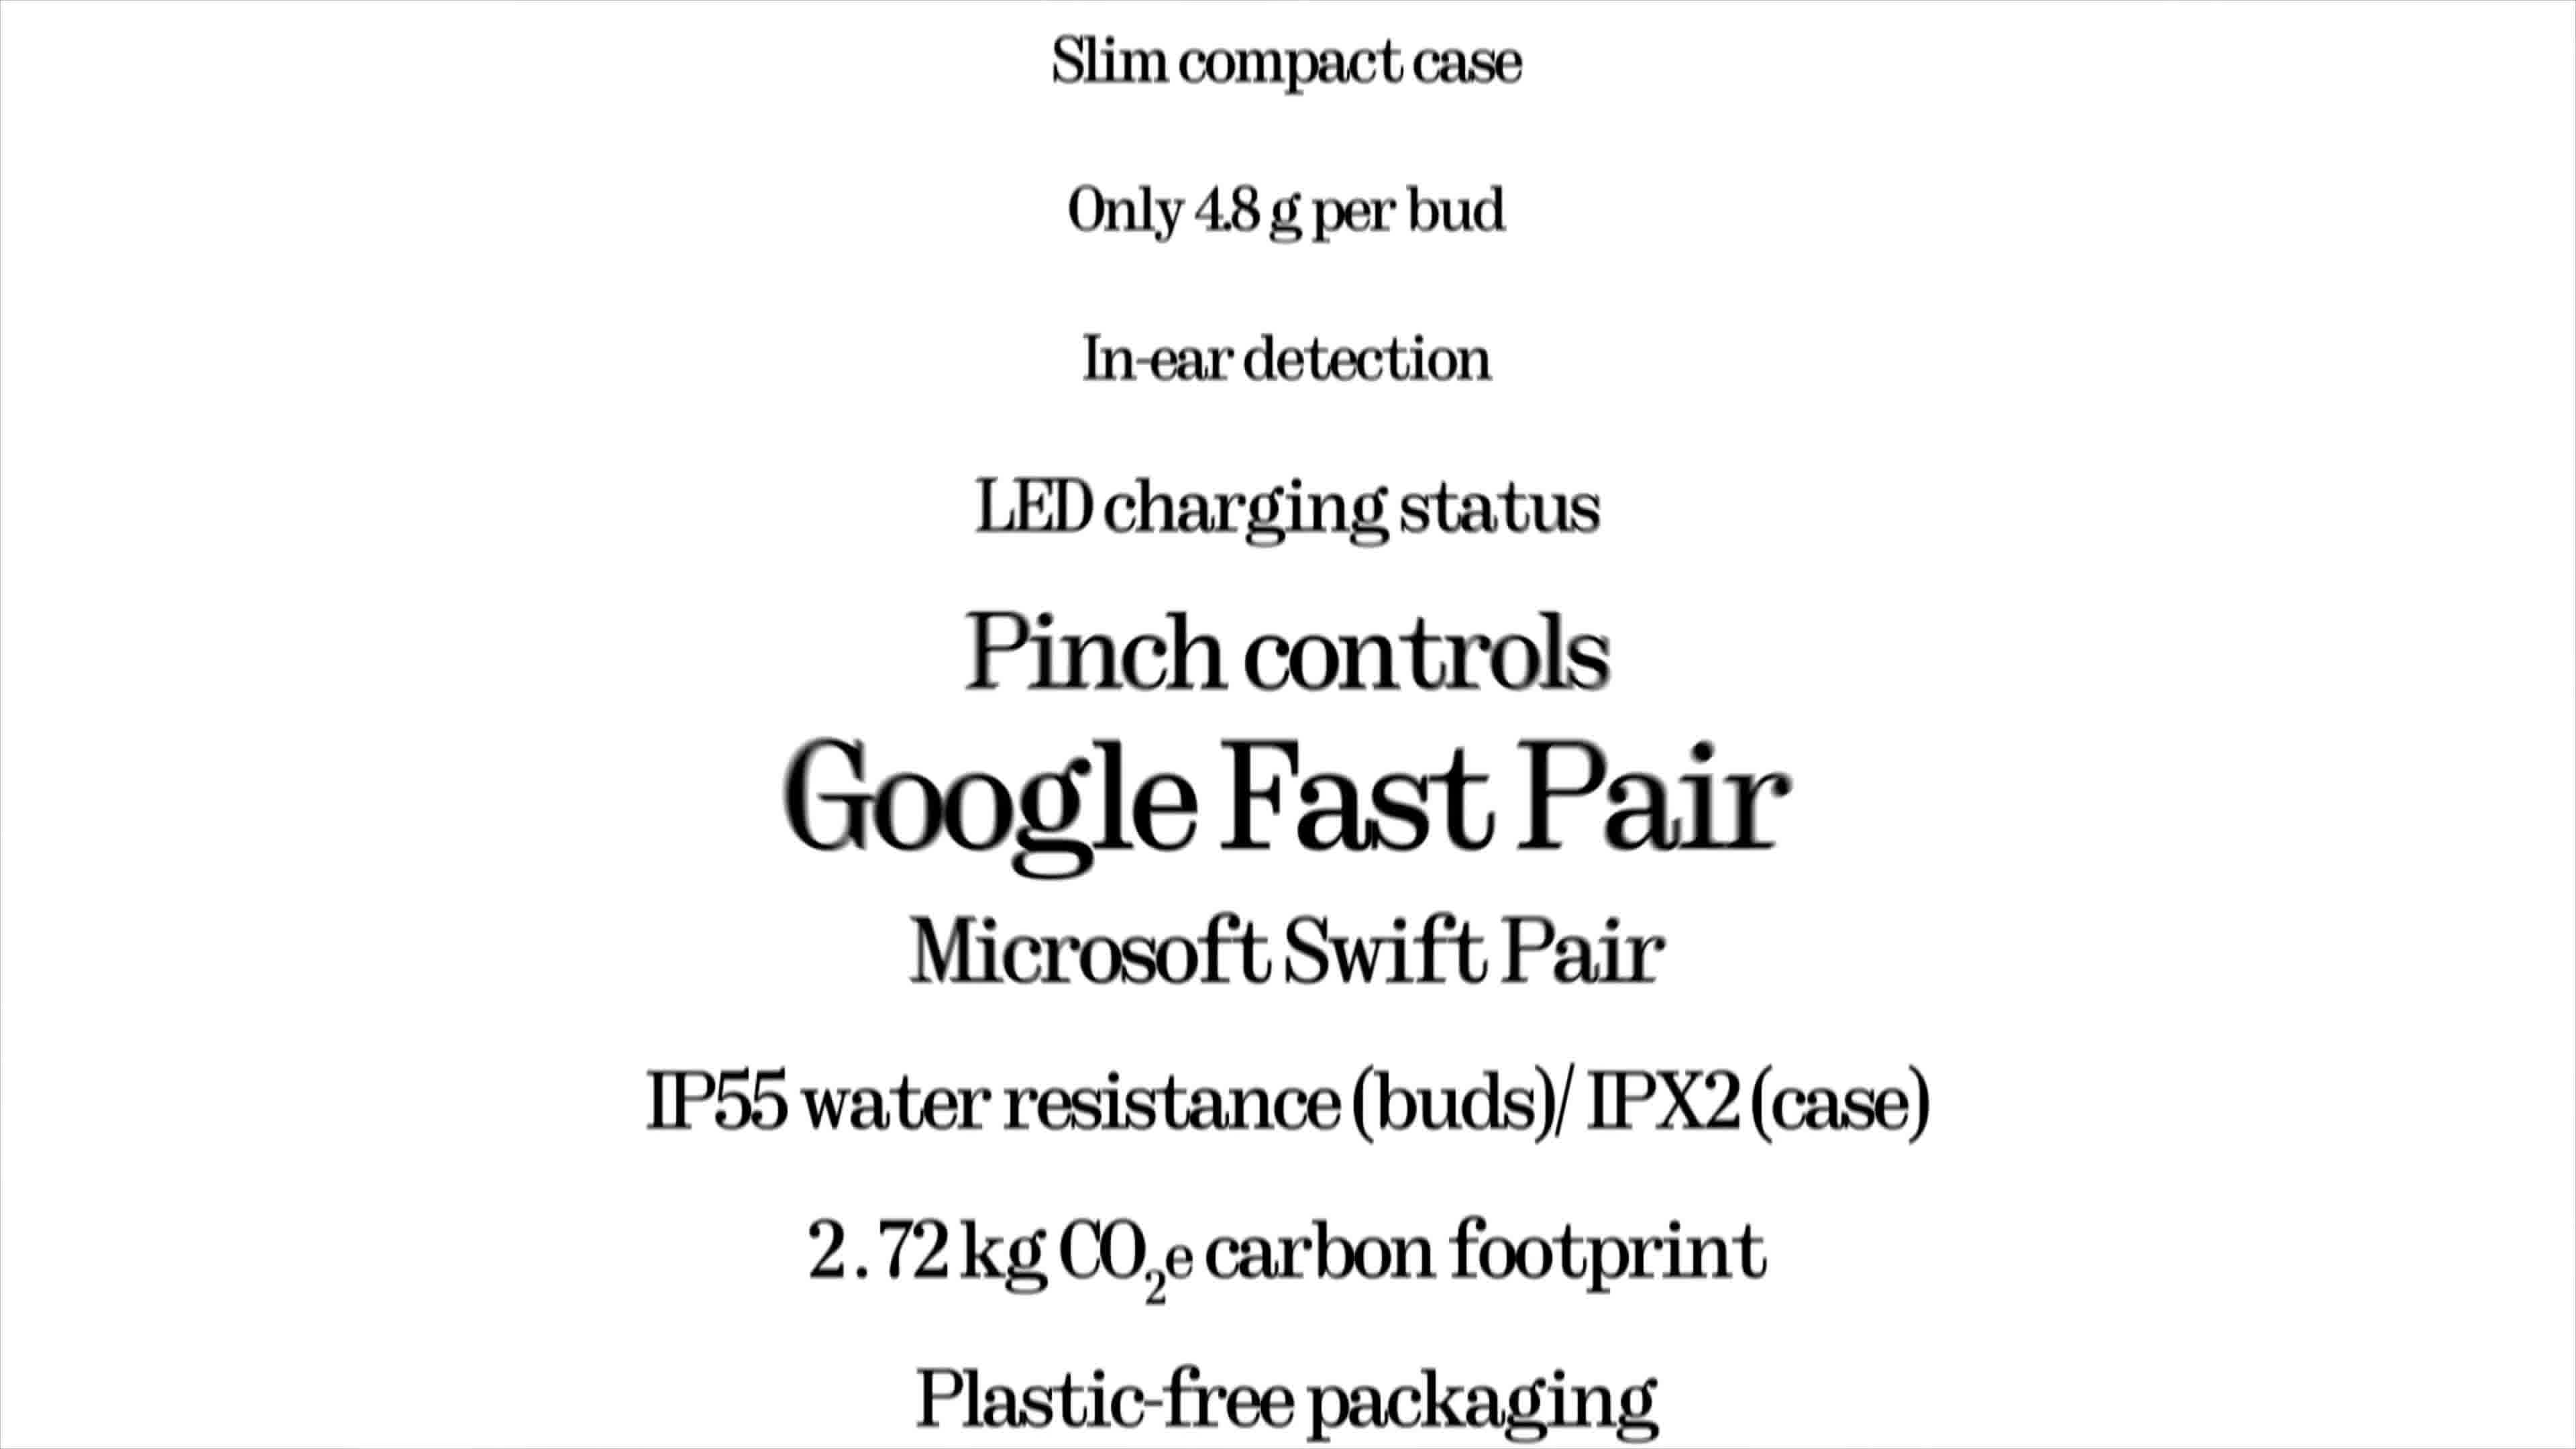 Slim compact case
Only 4.8 g per bud
In-ear detection
LED charging status
Pinch controls
Google Fast Pair
Microsoft Swift Pair
IP55 water resistance (buds)/ IPX2 (case)
2.72 kg CO₂e carbon footprint
Plastic-free packaging